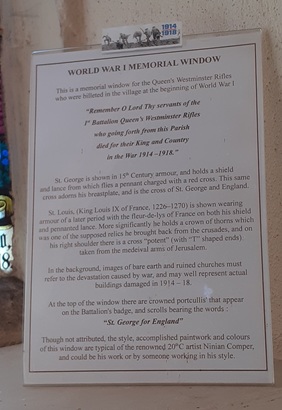 1914
1918
WORLD WAR I MEMORIAL WINDOW
This is a memorial window for the Queen's Westminster Rifles
who were billeted in the village at the beginning of World War I
"Remember O Lord Thy servants of the
1st Battalion Queen's Westminster Rifles
who going forth from this Parish
died for their King and Country
in the War 1914 –1918."
St. George is shown in 15th Century armour, and holds a shield
and lance from which flies a pennant charged with a red cross. This same
cross adorns his breastplate, and is the cross of St. George and England.
St. Louis, (King Louis IX of France, 1226–1270) is shown wearing
armour of a later period with the fleur-de-lys of France on both his shield
and pennanted lance. More significantly he holds a crown of thorns which
was one of the supposed relics he brought back from the crusades, and on
his right shoulder there is a cross "potent" (with "T" shaped ends)
taken from the medieval arms of Jerusalem.
In the background, images of bare earth and ruined churches must
refer to the devastation caused by war, and may well represent actual
buildings damaged in 1914 – 18.
At the top of the window there are crowned portcullis' that appear
on the Battalion's badge, and scrolls bearing the words :
"St. George for England"
Though not attributed, the style, accomplished paintwork and colours
of this window are typical of the renowned 20°C artist Ninian Comper,
and could be his work or by someone working in his style.